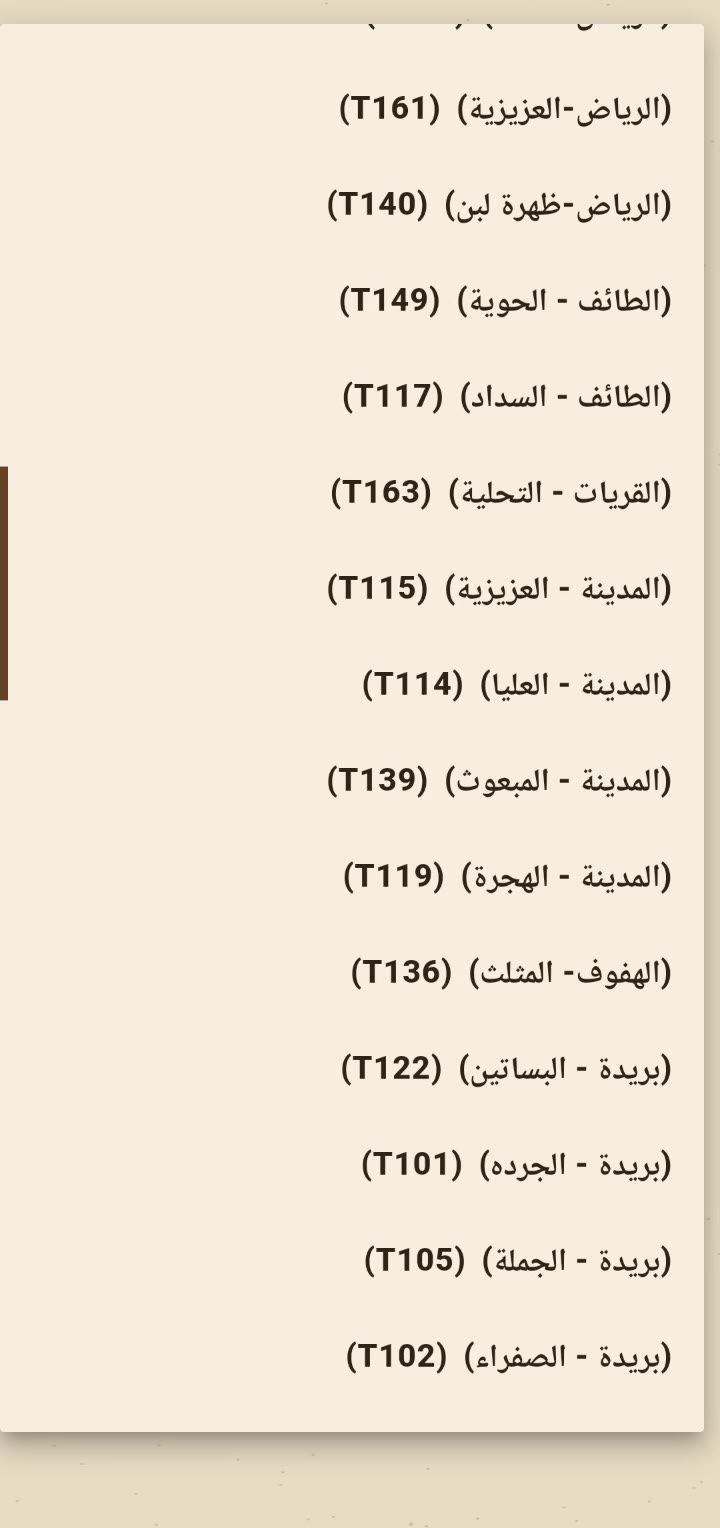 (الرياض-العزيزية) (T161)
(الرياض-ظهرة لبن) (T140)
(الطائف - الحوية) (T149)
(الطائف - السداد) (T117)
(القريات - التحلية) (T163)
(المدينة - العزيزية) (T115)
(المدينة - العليا) (T114)
(المدينة - المبعوث) (T139)
(المدينة - الهجرة) (T119)
(الهفوف- المثلث) (T136)
(بريدة - البساتين) (T122)
(بريدة - الجرده) (T101)
(بريدة - الجملة) (T105)
(بريدة - الصفراء) (T102)